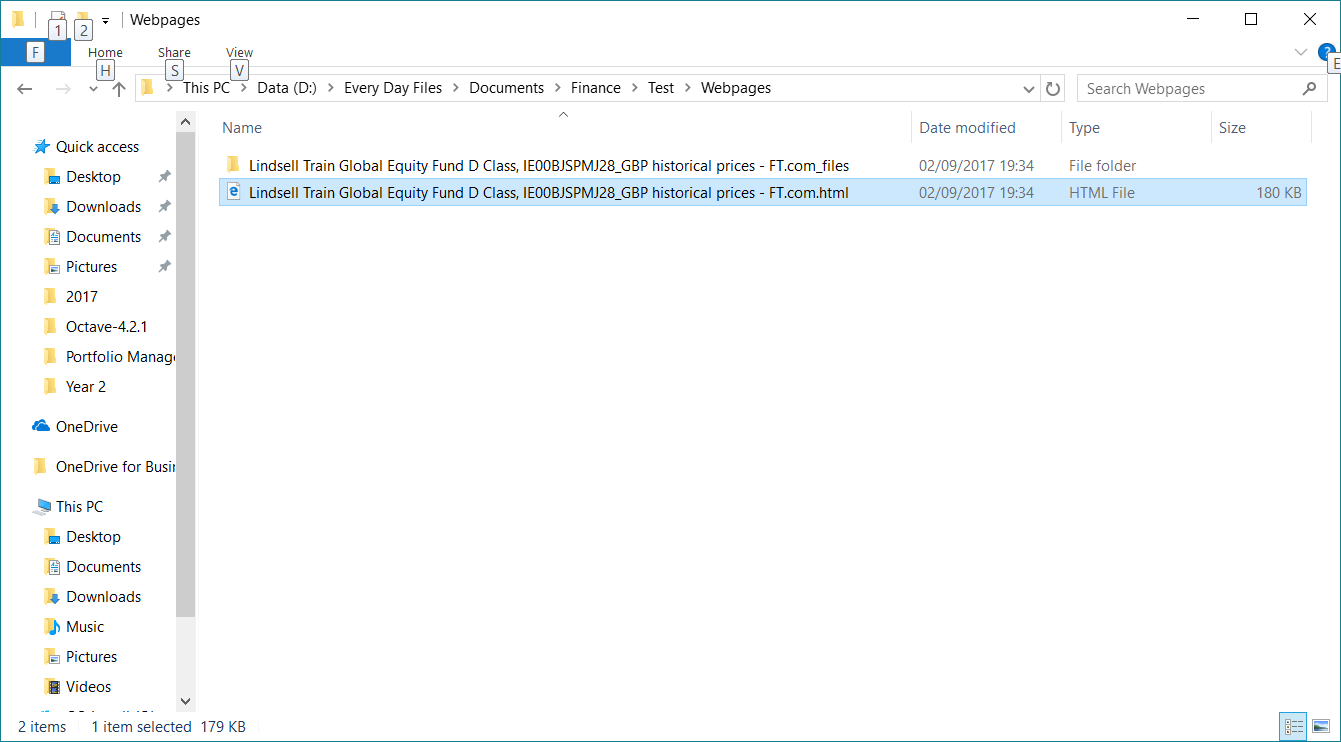 1 2 Webpages
F Home Share View ? E
H S V
This PC Data (D:) Every Day Files Documents Finance Test Webpages Search Webpages
Name Date modified Type Size
Lindsell Train Global Equity Fund D Class, IE00BJSPMJ28_GBP historical prices - FT.com_files 02/09/2017 19:34 File folder
Lindsell Train Global Equity Fund D Class, IE00BJSPMJ28_GBP historical prices - FT.com.html 02/09/2017 19:34 HTML File 180 KB
Quick access
Desktop
Downloads
Documents
Pictures
2017
Octave-4.2.1
Portfolio Manage
Year 2
OneDrive
OneDrive for Busin
This PC
Desktop
Documents
Downloads
Music
Pictures
Videos
2 items 1 item selected 179 KB